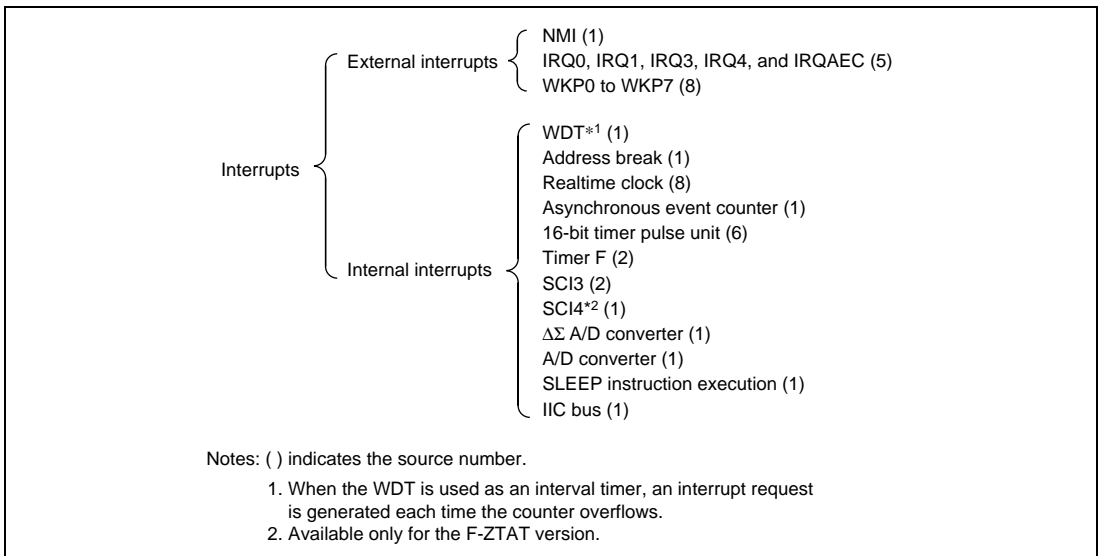 Interrupts
External interrupts
NMI (1)
IRQ0, IRQ1, IRQ3, IRQ4, and IRQAEC (5)
WKP0 to WKP7 (8)
Internal interrupts
WDT*1 (1)
Address break (1)
Realtime clock (8)
Asynchronous event counter (1)
16-bit timer pulse unit (6)
Timer F (2)
SCI3 (2)
SCI4*2 (1)
ΔΣ A/D converter (1)
A/D converter (1)
SLEEP instruction execution (1)
IIC bus (1)
Notes: ( ) indicates the source number.
1. When the WDT is used as an interval timer, an interrupt request
is generated each time the counter overflows.
2. Available only for the F-ZTAT version.